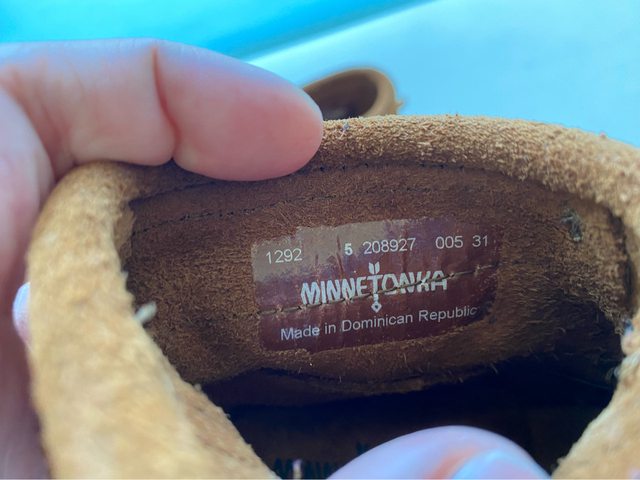 1292 5 208927 005 31
MINNETONKA
Made in Dominican Republic